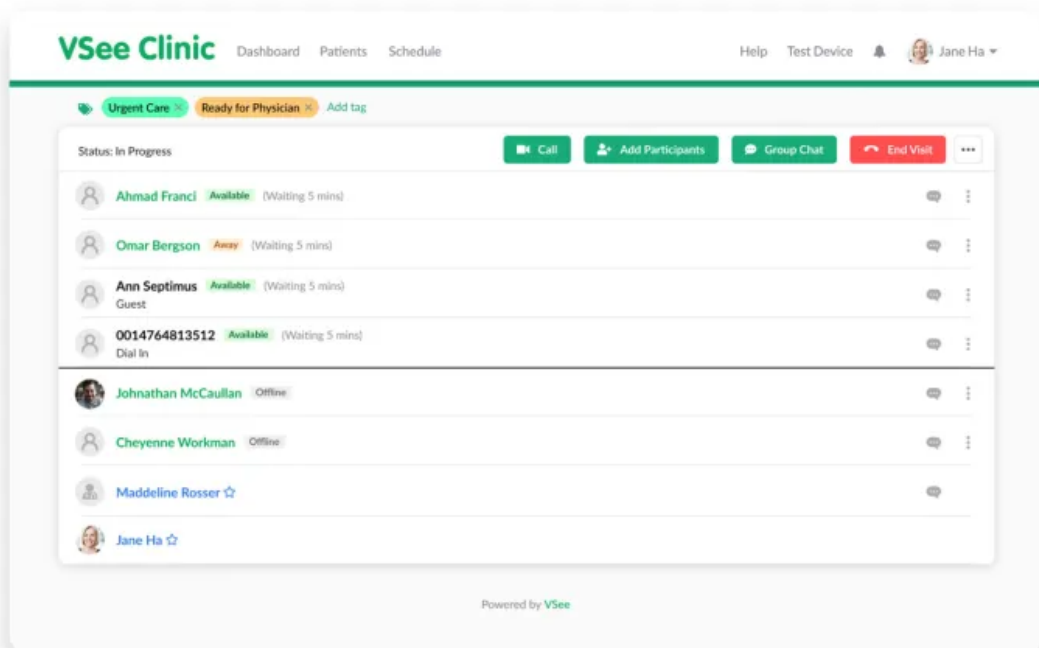 VSee Clinic Dashboard Patients Schedule Help Test Device Jane Ha
Urgent Care × Ready for Physician × Add tag
Status: In Progress Call Add Participants Group Chat End Visit
Ahmad Franci Available (Waiting 5 mins)
Omar Bergson Away (Waiting 5 mins)
Ann Septimus Available (Waiting 5 mins)
Guest
0014764813512 Available (Waiting 5 mins)
Dial In
Johnathan McCaullan Offline
Cheyenne Workman Offline
Maddeline Rosser
Jane Ha
Powered by VSee